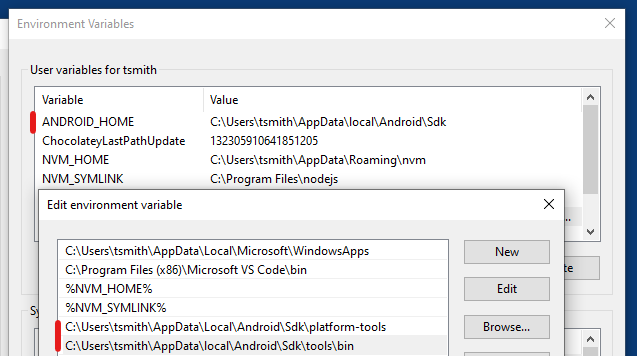 Environment Variables
User variables for tsmith
Variable Value
ANDROID_HOME C:\Users\tsmith\AppData\local\Android\Sdk
ChocolateyLastPathUpdate 132305910641851205
NVM_HOME C:\Users\tsmith\AppData\Roaming\nvm
NVM_SYMLINK C:\Program Files\nodejs
Edit environment variable
C:\Users\tsmith\AppData\Local\Microsoft\WindowsApps
New
C:\Program Files (x86)\Microsoft VS Code\bin
%NVM_HOME%
Edit
%NVM_SYMLINK%
C:\Users\tsmith\AppData\Local\Android\Sdk\platform-tools
Browse...
C:\Users\tsmith\AppData\local\Android\Sdk\tools\bin